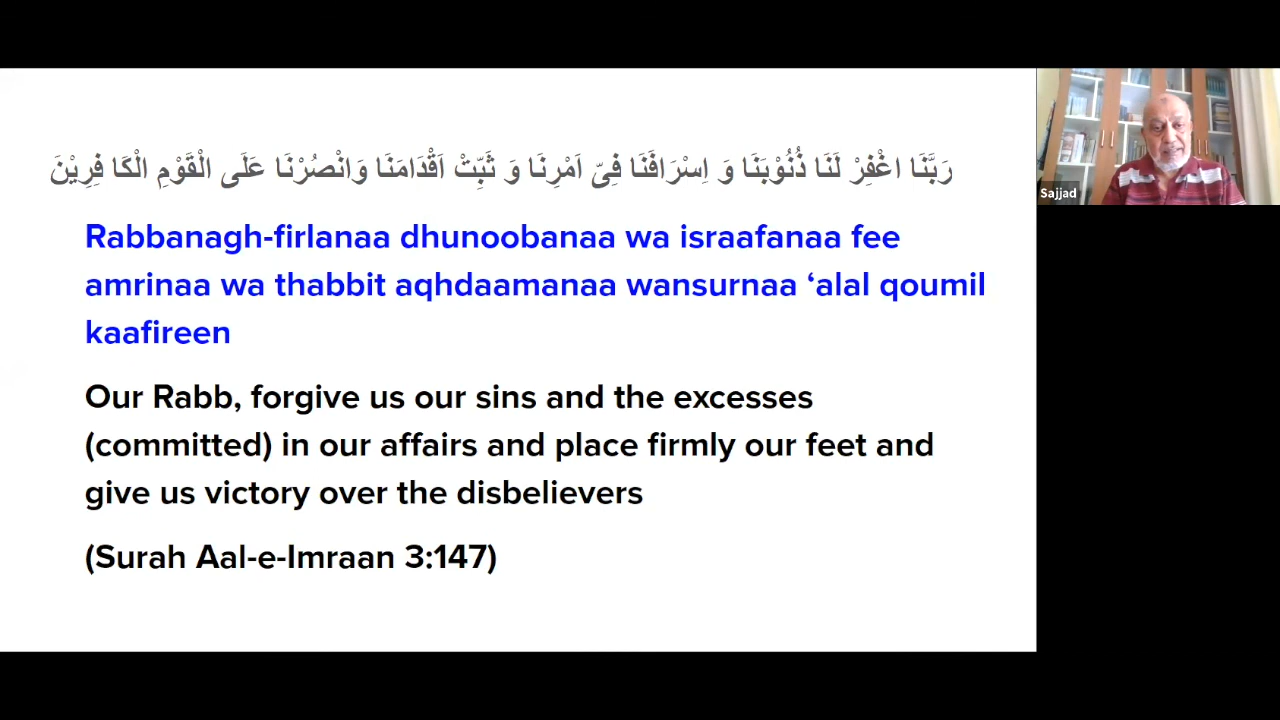 رَبَّنَا اغْفِرْ لَنَا ذُنُوْبَنَا وَ اِسْرَافَنَا فِيّ اَمْرِنَا وَ ثَبِّتْ اَقْدَامَنَا وَانْصُرْنَا عَلَى الْقَوْمِ الْكَا فِرِيْنَ
Rabbanagh-firlanaa dhunoobanaa wa israafanaa fee
amrinaa wa thabbit aqhdaamanaa wansurnaa ‘alal qoumil
kaafireen
Our Rabb, forgive us our sins and the excesses
(committed) in our affairs and place firmly our feet and
give us victory over the disbelievers
(Surah Aal-e-Imraan 3:147)
Sajjad